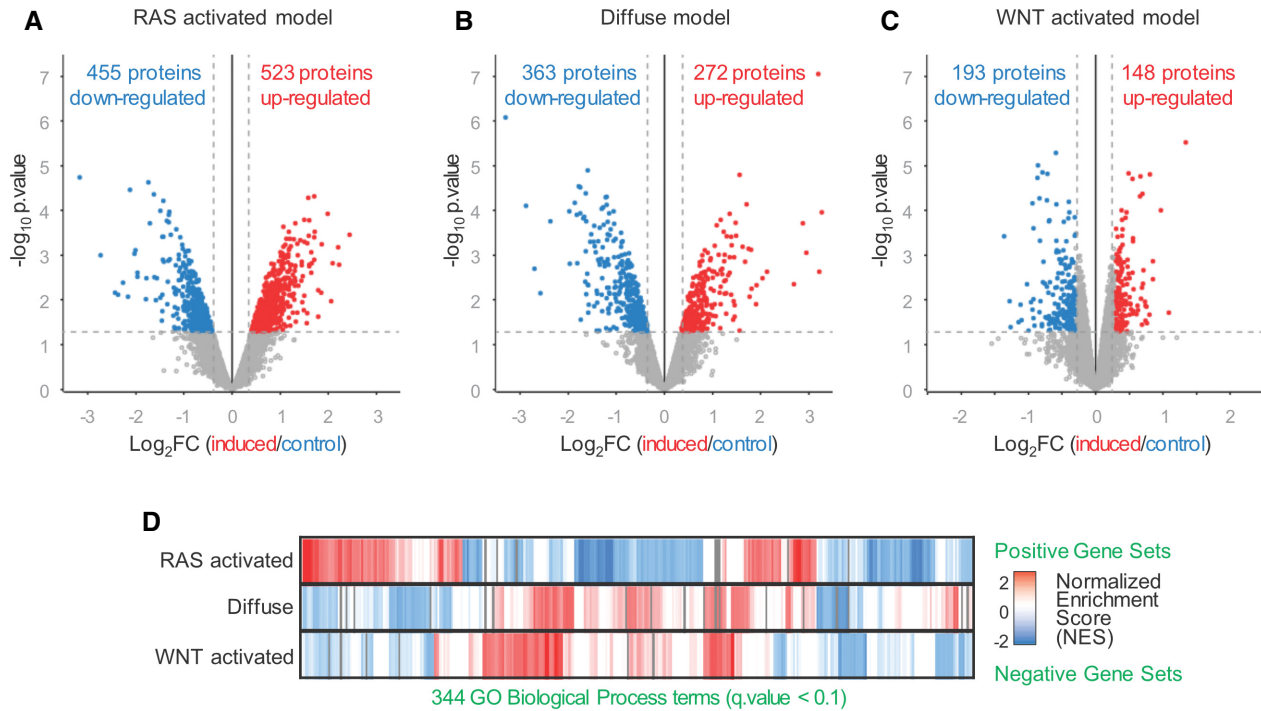 A
RAS activated model
455 proteins
down-regulated
523 proteins
up-regulated
7
6
5
4
3
2
1
0
-log10 p.value
-3
-2
-1
0
1
2
3
Log2FC (induced/control)
B
Diffuse model
363 proteins
down-regulated
272 proteins
up-regulated
7
6
5
4
3
2
1
0
-log10 p.value
-3
-2
-1
0
1
2
3
Log2FC (induced/control)
C
WNT activated model
193 proteins
down-regulated
148 proteins
up-regulated
7
6
5
4
3
2
1
0
-log10 p.value
-2
-1
0
1
2
Log2FC (induced/control)
D
RAS activated
Diffuse
WNT activated
344 GO Biological Process terms (q.value < 0.1)
Positive Gene Sets
2
0
-2
Normalized
Enrichment
Score
(NES)
Negative Gene Sets